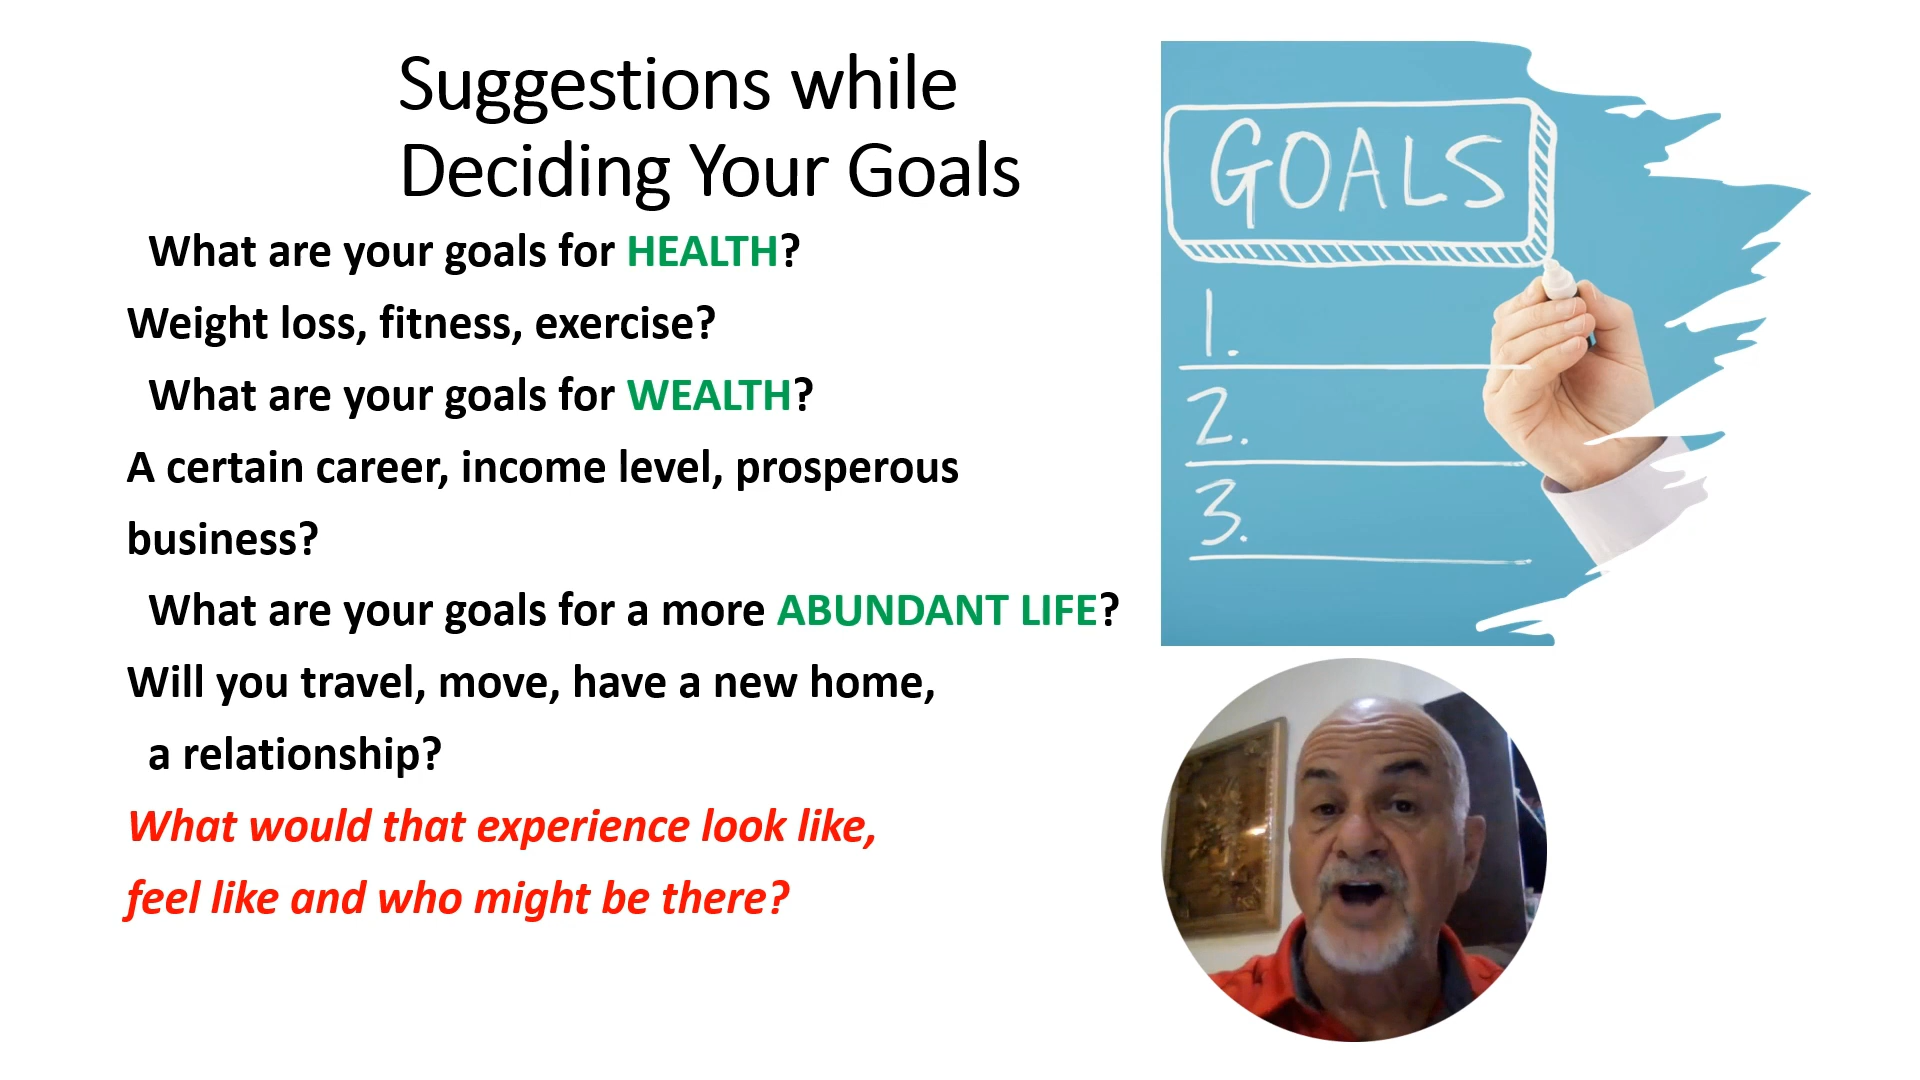 Suggestions while
Deciding Your Goals
What are your goals for HEALTH?
Weight loss, fitness, exercise?
What are your goals for WEALTH?
A certain career, income level, prosperous
business?
What are your goals for a more ABUNDANT LIFE?
Will you travel, move, have a new home,
a relationship?
What would that experience look like,
feel like and who might be there?
GOALS
1.
2.
3.